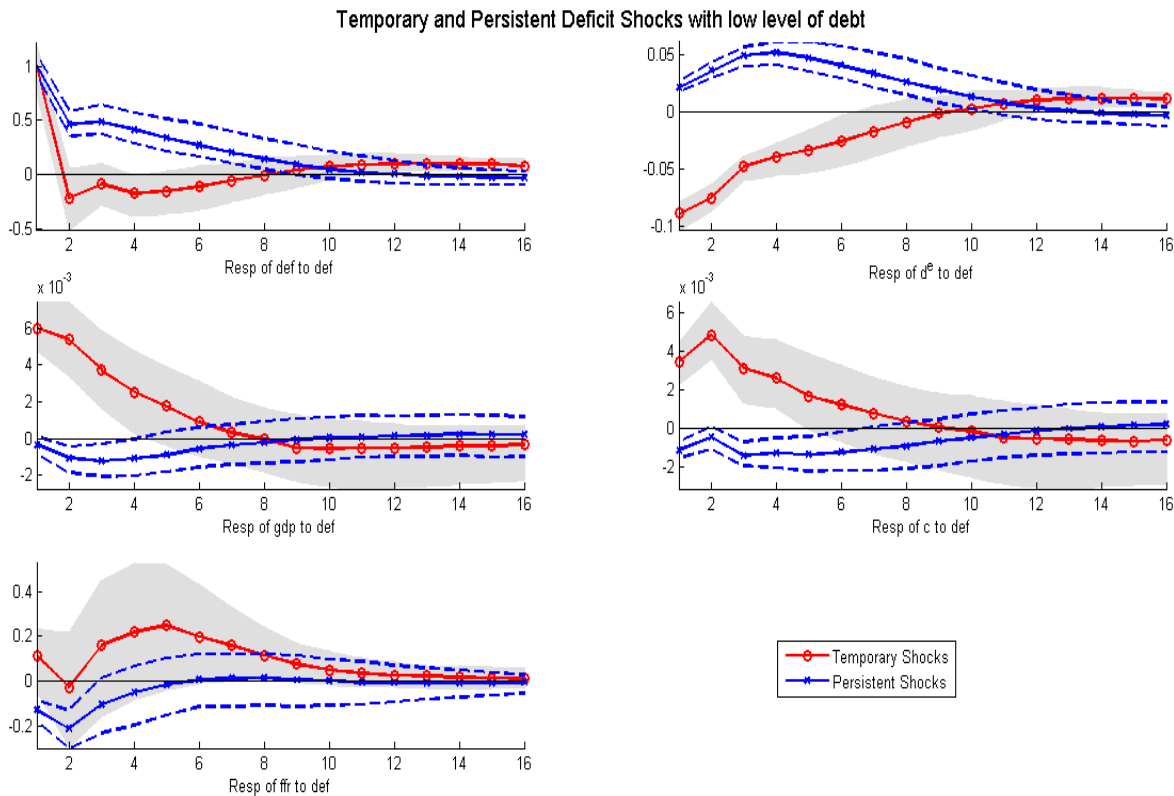 Temporary and Persistent Deficit Shocks with low level of debt
1
0.5
0
-0.5
2 4 6 8 10 12 14 16
Resp of def to def
0.05
0
-0.05
-0.1
2 4 6 8 10 12 14 16
Resp of dᵉ to def
x 10⁻³
6
4
2
0
-2
2 4 6 8 10 12 14 16
Resp of gdp to def
x 10⁻³
6
4
2
0
-2
2 4 6 8 10 12 14 16
Resp of c to def
0.4
0.2
0
-0.2
2 4 6 8 10 12 14 16
Resp of ffr to def
Temporary Shocks
Persistent Shocks